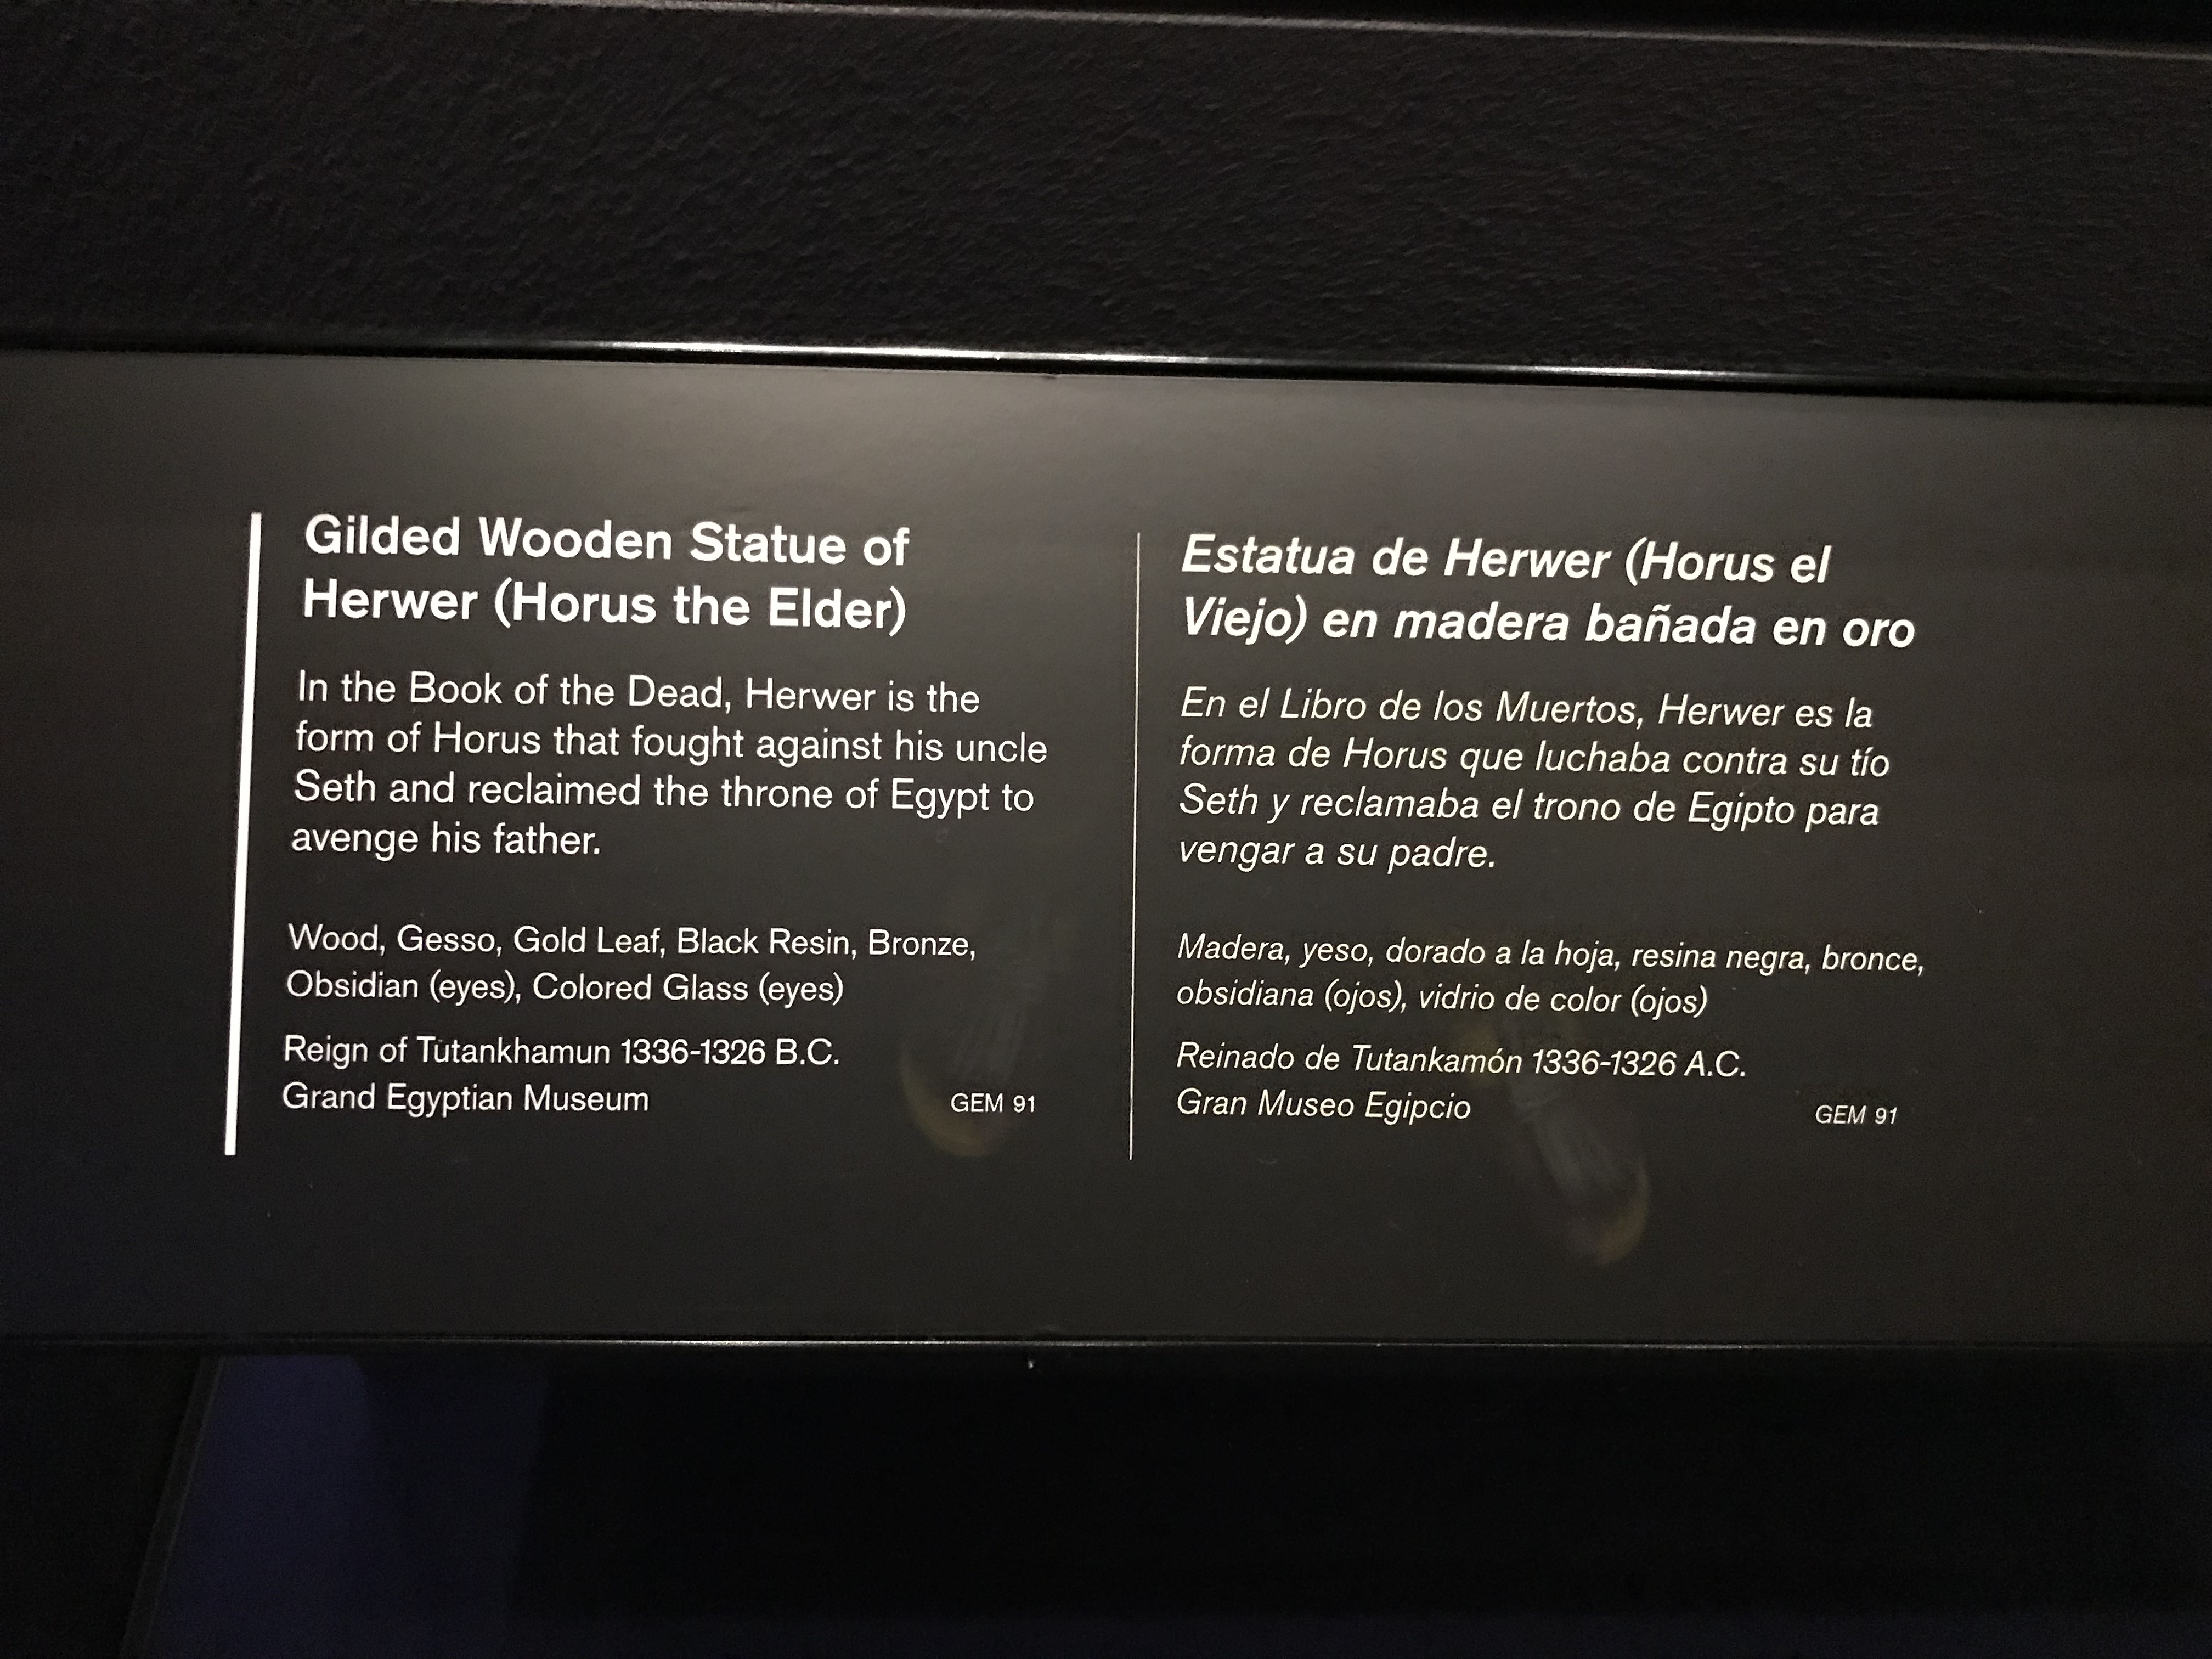 Gilded Wooden Statue of
Herwer (Horus the Elder)
In the Book of the Dead, Herwer is the
form of Horus that fought against his uncle
Seth and reclaimed the throne of Egypt to
avenge his father.
Wood, Gesso, Gold Leaf, Black Resin, Bronze,
Obsidian (eyes), Colored Glass (eyes)
Reign of Tutankhamun 1336-1326 B.C.
Grand Egyptian Museum
GEM 91
Estatua de Herwer (Horus el
Viejo) en madera bañada en oro
En el Libro de los Muertos, Herwer es la
forma de Horus que luchaba contra su tío
Seth y reclamaba el trono de Egipto para
vengar a su padre.
Madera, yeso, dorado a la hoja, resina negra, bronce,
obsidiana (ojos), vidrio de color (ojos)
Reinado de Tutankamón 1336-1326 A.C.
Gran Museo Egipcio
GEM 91